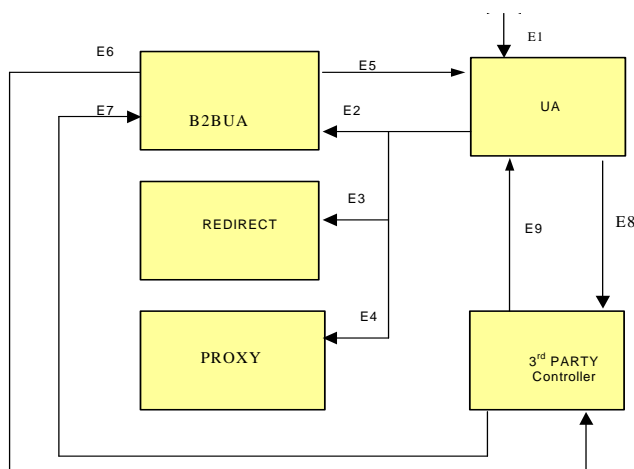 E1
E6
E5
E7
E2
B2BUA
UA
E3
REDIRECT
E9
E8
E4
PROXY
3rd PARTY
Controller